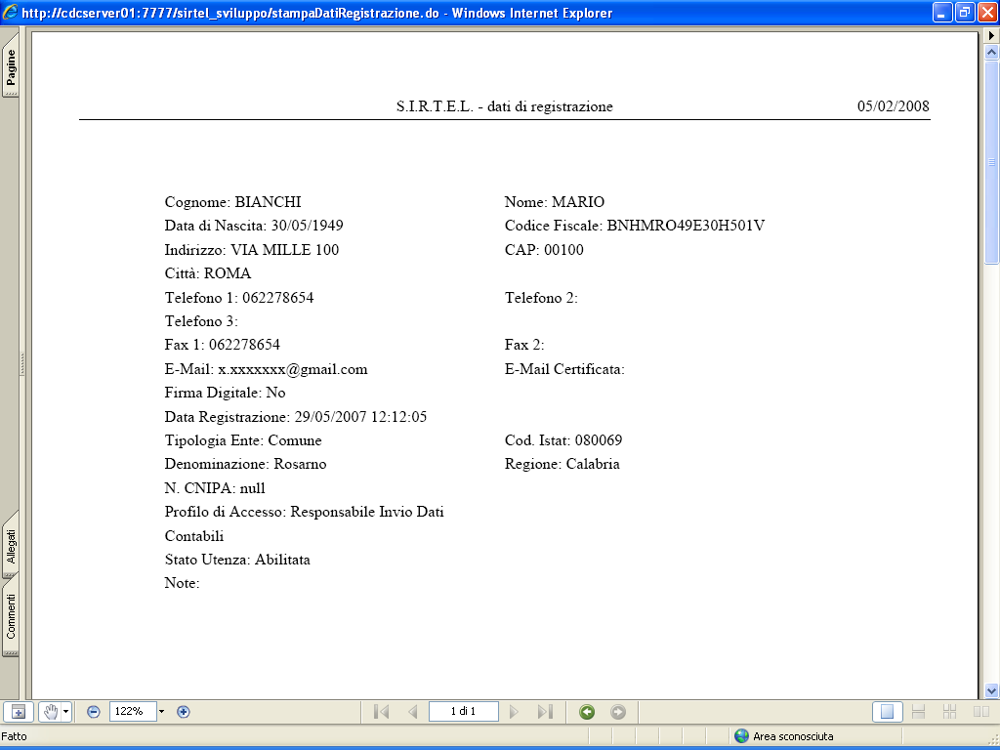 http://cdcserver01:7777/sirtel_sviluppo/stampaDatiRegistrazione.do - Windows Internet Explorer
Pagine
S.I.R.T.E.L. - dati di registrazione 05/02/2008
Cognome: BIANCHI Nome: MARIO
Data di Nascita: 30/05/1949 Codice Fiscale: BNHMRO49E30H501V
Indirizzo: VIA MILLE 100 CAP: 00100
Città: ROMA
Telefono 1: 062278654 Telefono 2:
Telefono 3:
Fax 1: 062278654 Fax 2:
E-Mail: x.xxxxxxx@gmail.com E-Mail Certificata:
Firma Digitale: No
Data Registrazione: 29/05/2007 12:12:05
Tipologia Ente: Comune Cod. Istat: 080069
Denominazione: Rosarno Regione: Calabria
N. CNIPA: null
Profilo di Accesso: Responsabile Invio Dati
Contabili
Stato Utenza: Abilitata
Note:
Allegati
Commenti
122% 1 di 1
Fatto Area sconosciuta